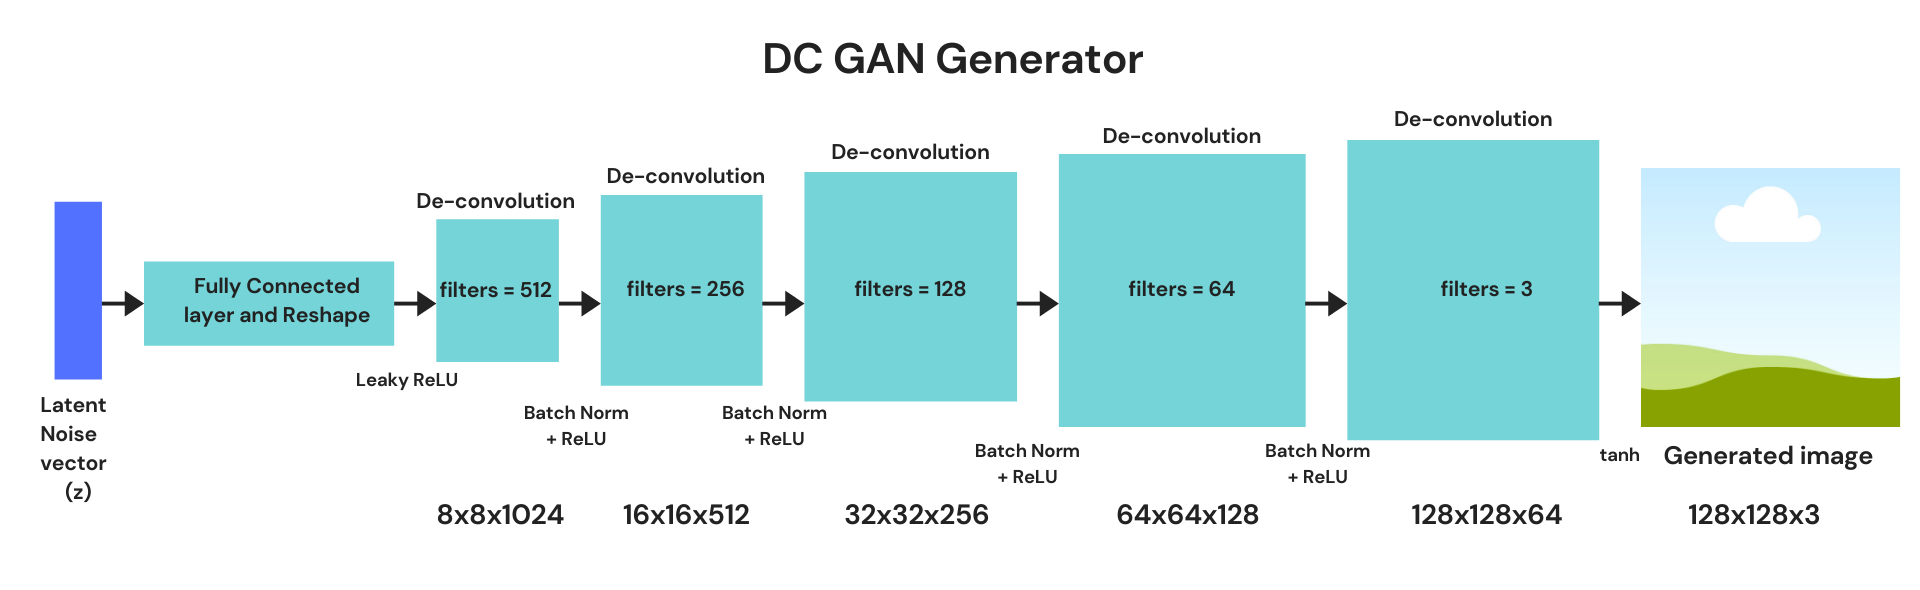 DC GAN Generator
De-convolution
De-convolution
De-convolution
De-convolution
De-convolution
Fully Connected
layer and Reshape
filters = 512
filters = 256
filters = 128
filters = 64
filters = 3
Latent
Noise
vector
(z)
Leaky ReLU
Batch Norm
+ ReLU
Batch Norm
+ ReLU
Batch Norm
+ ReLU
Batch Norm
+ ReLU
tanh
Generated image
8x8x1024
16x16x512
32x32x256
64x64x128
128x128x64
128x128x3